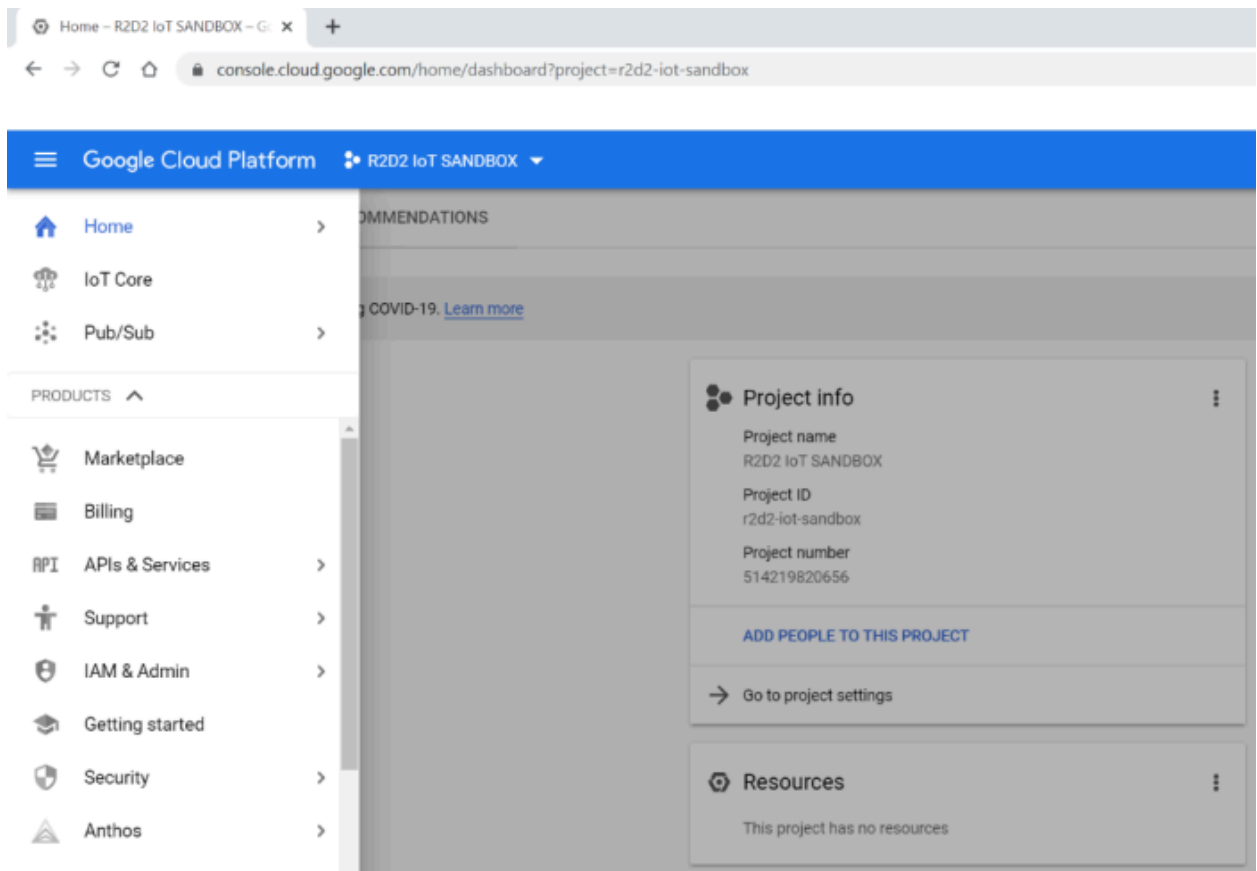 Home – R2D2 IoT SANDBOX – G
console.cloud.google.com/home/dashboard?project=r2d2-iot-sandbox
Google Cloud Platform R2D2 IoT SANDBOX
Home
OMMENDATIONS
IoT Core
COVID-19. Learn more
Pub/Sub
PRODUCTS
Marketplace
Billing
API APIs & Services
Support
IAM & Admin
Getting started
Security
Anthos
Project info
Project name
R2D2 IoT SANDBOX
Project ID
r2d2-iot-sandbox
Project number
514219820656
ADD PEOPLE TO THIS PROJECT
Go to project settings
Resources
This project has no resources